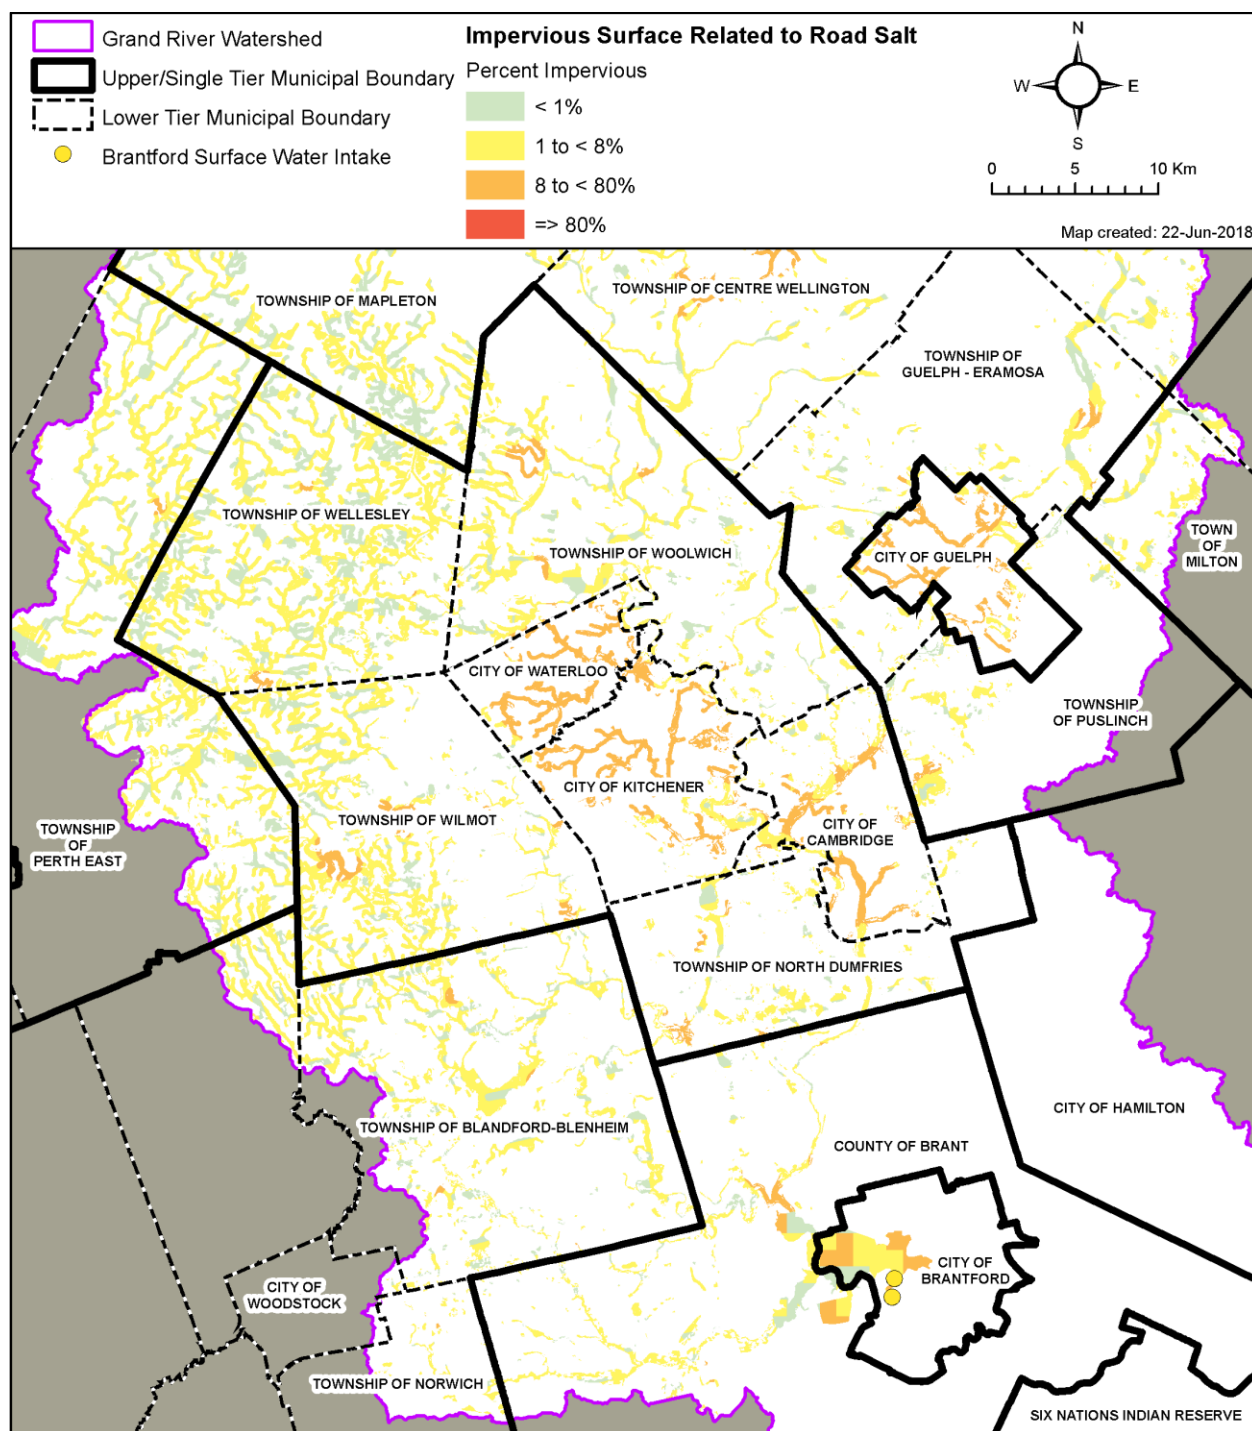 Grand River Watershed
Upper/Single Tier Municipal Boundary
Lower Tier Municipal Boundary
Brantford Surface Water Intake
Impervious Surface Related to Road Salt
Percent Impervious
< 1%
1 to < 8%
8 to < 80%
=> 80%
N
W E
S
0 5 10 Km
Map created: 22-Jun-2018
TOWNSHIP OF MAPLETON
TOWNSHIP OF CENTRE WELLINGTON
TOWNSHIP OF
GUELPH - ERAMOSA
TOWNSHIP OF WELLESLEY
TOWNSHIP OF WOOLWICH
CITY OF GUELPH
TOWN
OF
MILTON
CITY OF WATERLOO
TOWNSHIP
OF PUSLINCH
CITY OF KITCHENER
TOWNSHIP OF WILMOT
CITY OF
CAMBRIDGE
TOWNSHIP
OF
PERTH EAST
TOWNSHIP OF NORTH DUMFRIES
CITY OF HAMILTON
TOWNSHIP OF BLANDFORD-BLENHEIM
COUNTY OF BRANT
CITY OF
BRANTFORD
CITY OF
WOODSTOCK
TOWNSHIP OF NORWICH
SIX NATIONS INDIAN RESERVE